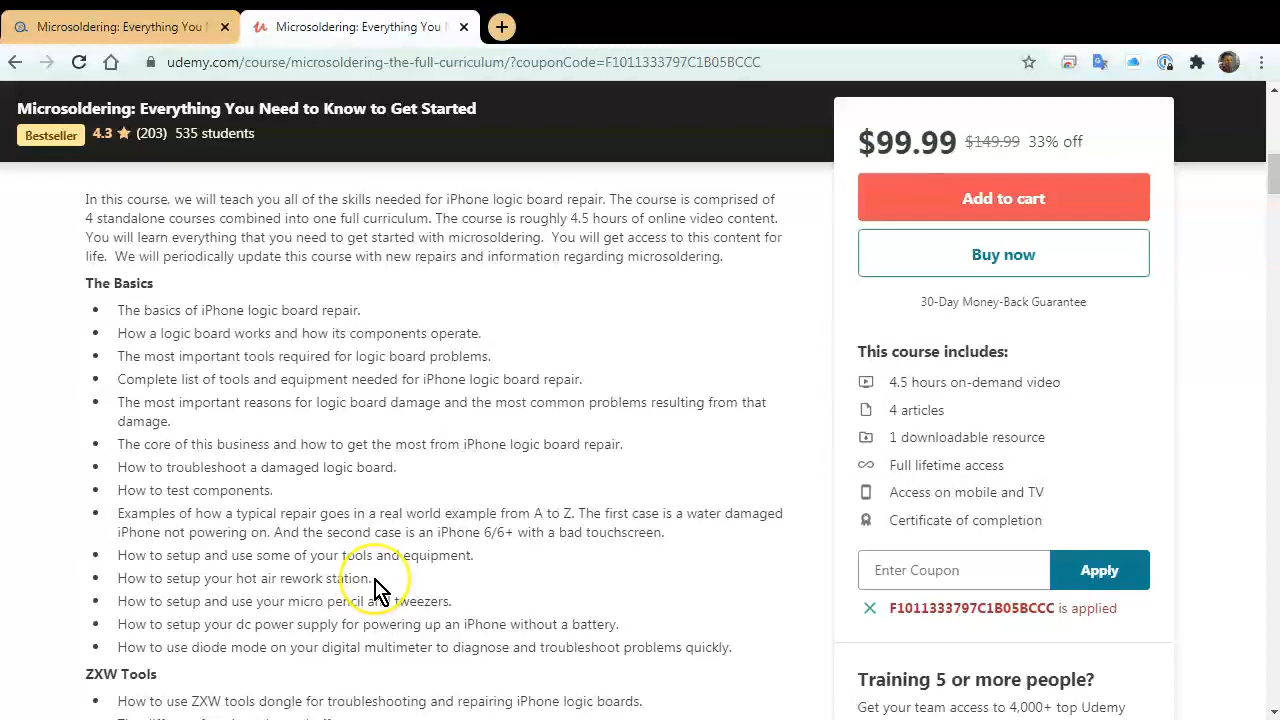 Microsoldering: Everything You
Microsoldering: Everything You
udemy.com/course/microsoldering-the-full-curriculum/?couponCode=F1011333797C1B05BCCC
Microsoldering: Everything You Need to Know to Get Started
Bestseller 4.3 (203) 535 students
In this course, we will teach you all of the skills needed for iPhone logic board repair. The course is comprised of
4 standalone courses combined into one full curriculum. The course is roughly 4.5 hours of online video content.
You will learn everything that you need to get started with microsoldering. You will get access to this content for
life. We will periodically update this course with new repairs and information regarding microsoldering.
The Basics
• The basics of iPhone logic board repair.
• How a logic board works and how its components operate.
• The most important tools required for logic board problems.
• Complete list of tools and equipment needed for iPhone logic board repair.
• The most important reasons for logic board damage and the most common problems resulting from that
damage.
• The core of this business and how to get the most from iPhone logic board repair.
• How to troubleshoot a damaged logic board.
• How to test components.
• Examples of how a typical repair goes in a real world example from A to Z. The first case is a water damaged
iPhone not powering on. And the second case is an iPhone 6/6+ with a bad touchscreen.
• How to setup and use some of your tools and equipment.
• How to setup your hot air rework station.
• How to setup and use your micro pencil and tweezers.
• How to setup your dc power supply for powering up an iPhone without a battery.
• How to use diode mode on your digital multimeter to diagnose and troubleshoot problems quickly.
ZXW Tools
• How to use ZXW tools dongle for troubleshooting and repairing iPhone logic boards.
$99.99 $149.99 33% off
Add to cart
Buy now
30-Day Money-Back Guarantee
This course includes:
4.5 hours on-demand video
4 articles
1 downloadable resource
Full lifetime access
Access on mobile and TV
Certificate of completion
Enter Coupon Apply
F1011333797C1B05BCCC is applied
Training 5 or more people?
Get your team access to 4,000+ top Udemy